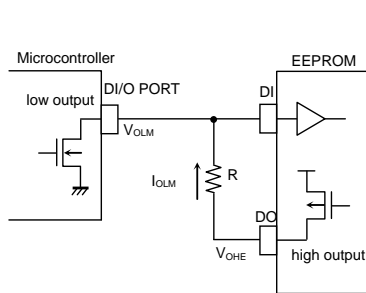 Microcontroller
EEPROM
DI/O PORT
DI
low output
VOLM
IOLM
R
DO
VOHE
high output